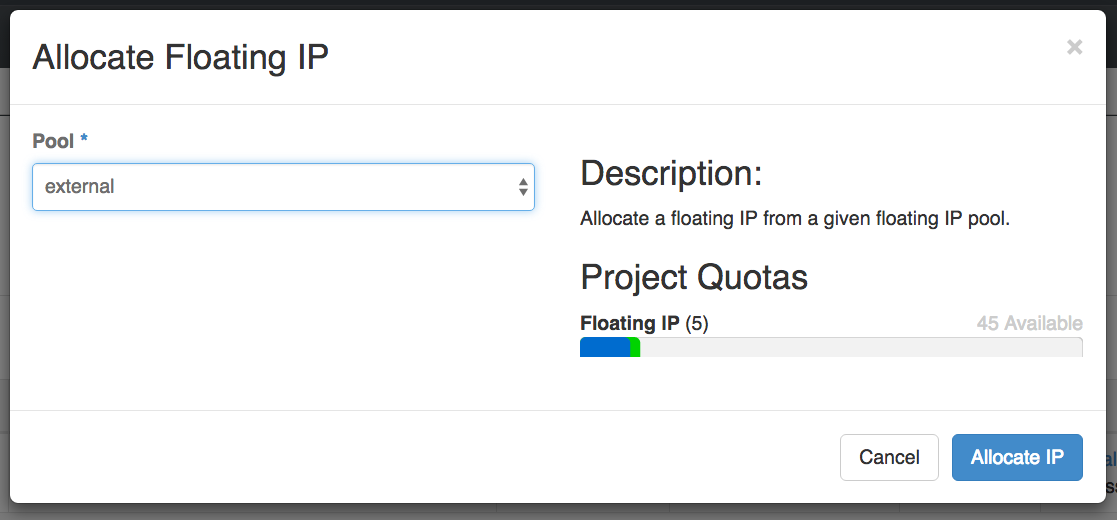 Allocate Floating IP
×
Pool *
external
Description:
Allocate a floating IP from a given floating IP pool.
Project Quotas
Floating IP (5)
45 Available
Cancel
Allocate IP